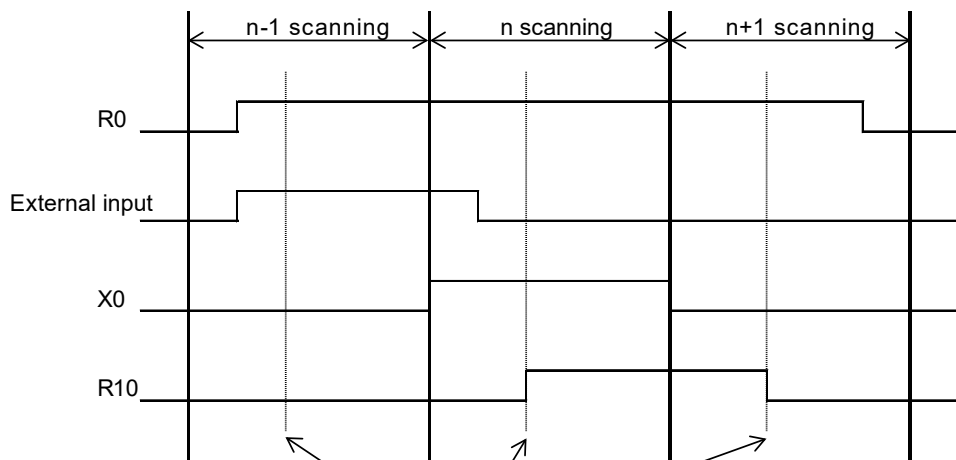 n-1 scanning
n scanning
n+1 scanning
R0
External input
X0
R10